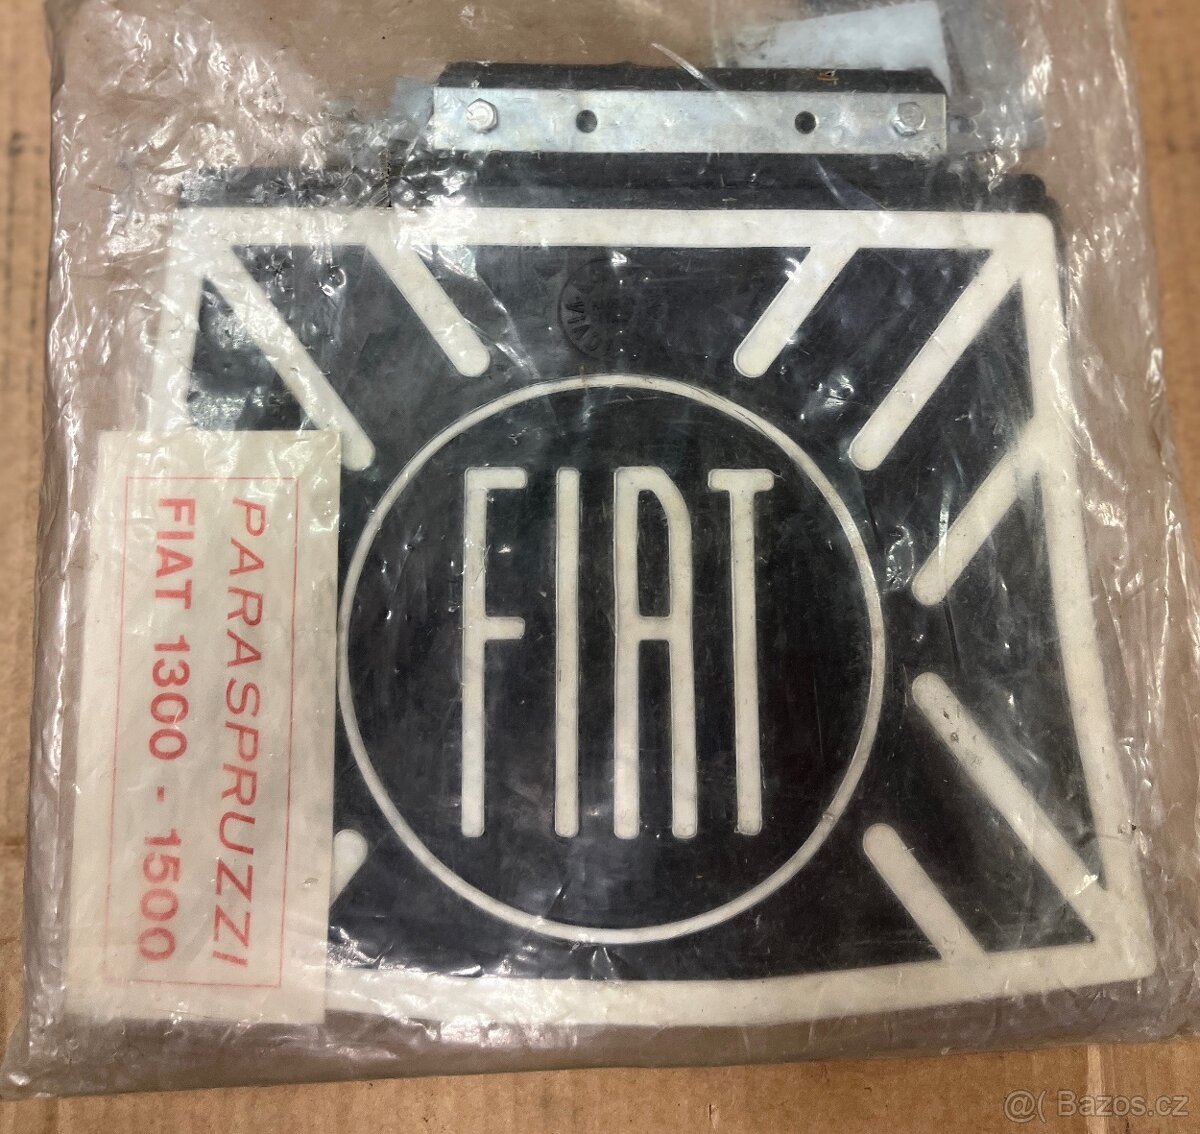 FIAT
PARASPRUZZI
FIAT 1300 - 1500
@( Bazos.cz